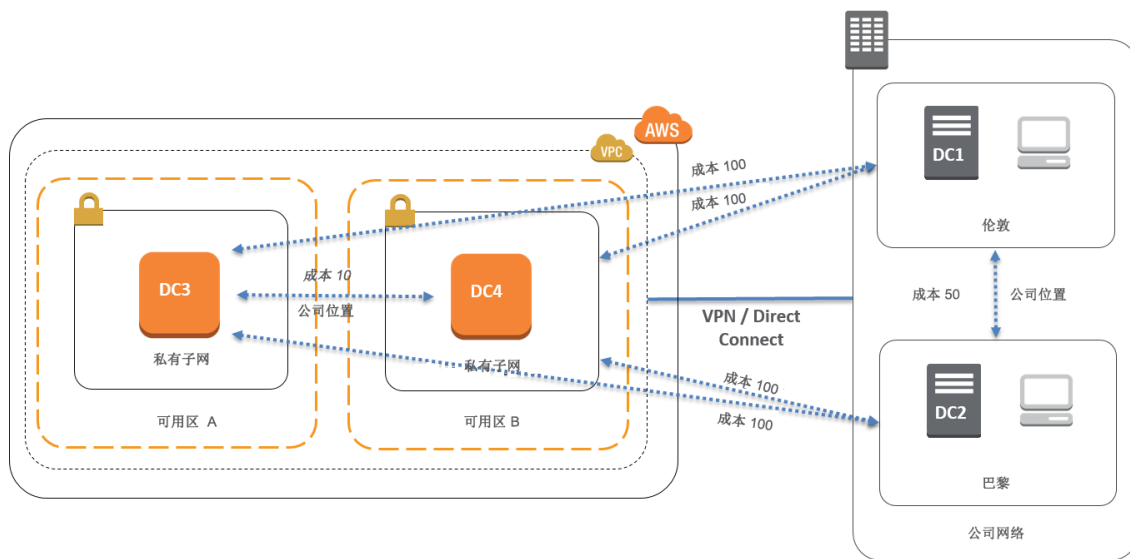 AWS
VPC
DC1
伦敦
成本 100
成本 100
DC3
成本 10
公司位置
DC4
私有子网
私有子网
可用区 A
可用区 B
VPN / Direct
Connect
成本 50
公司位置
成本 100
成本 100
DC2
巴黎
公司网络